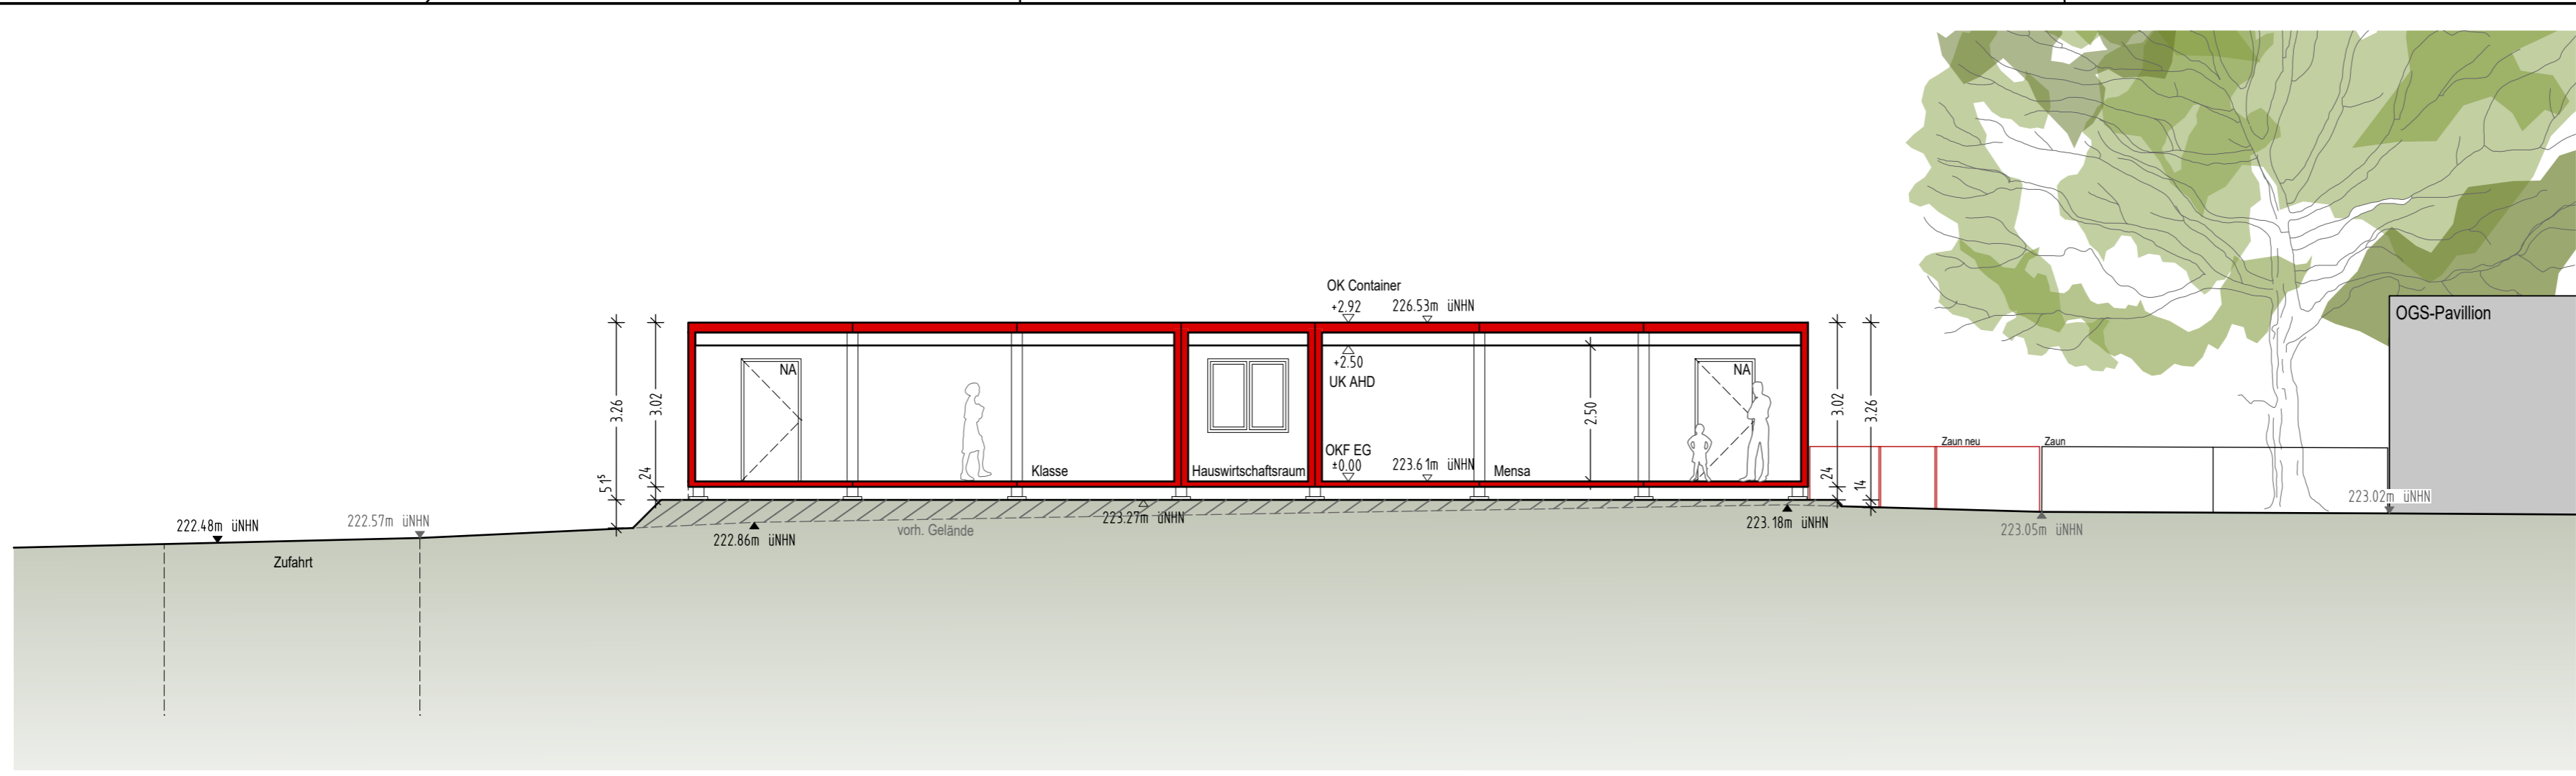 OK Container
+2.92 226.53m üNHN
OGS-Pavillion
NA
+2.50
UK AHD
NA
3.26
3.02
2.50
3.02
3.26
Zaun neu
Zaun
OKF EG
±0.00 223.61m üNHN
Klasse
Hauswirtschaftsraum
Mensa
51⁵
24
24
14
223.02m üNHN
222.48m üNHN
222.57m üNHN
223.27m üNHN
223.18m üNHN
222.86m üNHN
vorh. Gelände
223.05m üNHN
Zufahrt